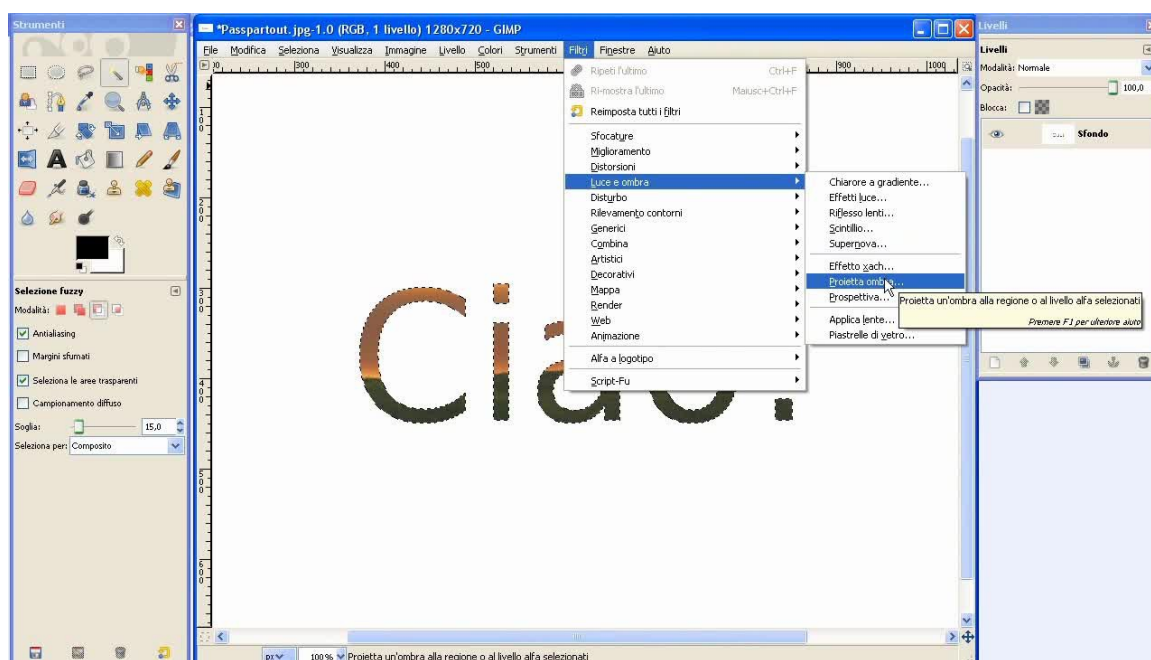 Strumenti
Selezione fuzzy
Modalità:
Antialiasing
Margini sfumati
Seleziona le aree trasparenti
Campionamento diffuso
Soglia: 15,0
Seleziona per: Composito
*Passpartout.jpg-1.0 (RGB, 1 livello) 1280x720 - GIMP
File Modifica Seleziona Visualizza Immagine Livello Colori Strumenti Filtri Finestre Aiuto
300 400 500 900 1000
Ripeti l'ultimo Ctrl+F
Ri-mostra l'ultimo Maiusc+Ctrl+F
Reimposta tutti i filtri
Sfocature
Miglioramento
Distorsioni
Luce e ombra
Disturbo
Rilevamento contorni
Generici
Combina
Artistici
Decorativi
Mappa
Render
Web
Animazione
Alfa a logotipo
Script-Fu
Chiarore a gradiente...
Effetti luce...
Riflesso lenti...
Scintillio...
Supernova...
Effetto xach...
Proietta ombra...
Prospettiva...
Applica lente...
Piastrelle di vetro...
Proietta un'ombra alla regione o al livello alfa selezionati
Premere F1 per ulteriore aiuto
Ciao!
px 100% Proietta un'ombra alla regione o al livello alfa selezionati
Livelli
Livelli
Modalità: Normale
Opacità: 100,0
Blocca:
Sfondo